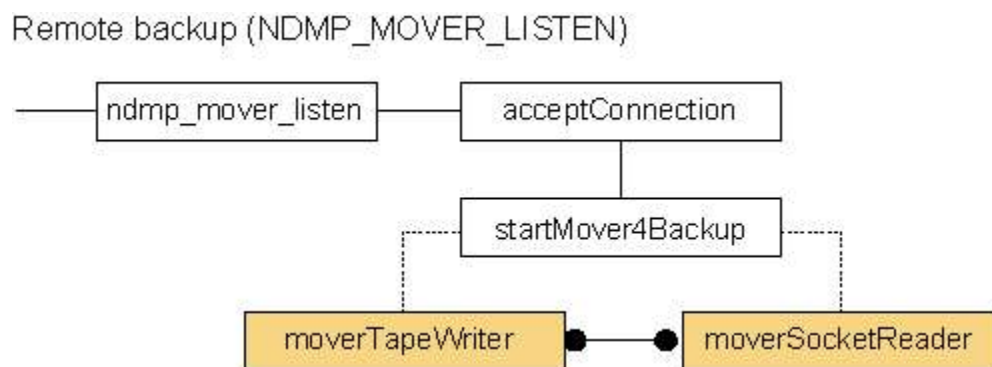 Remote backup (NDMP_MOVER_LISTEN)
ndmp_mover_listen
acceptConnection
startMover4Backup
moverTapeWriter
moverSocketReader